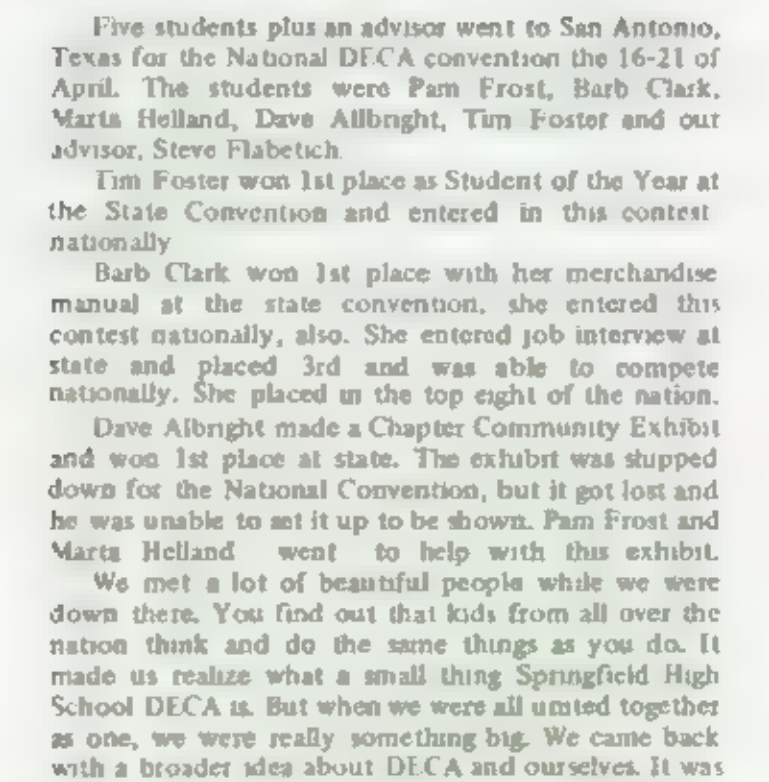 Five students plus an advisor went to San Antonio,
Texas for the National DECA convention the 16-21 of
April. The students were Pam Frost, Barb Clark,
Marta Helland, Dave Allbright, Tim Foster and our
advisor, Steve Flabetich.
Tim Foster won 1st place as Student of the Year at
the State Convention and entered in this contest
nationally
Barb Clark won 1st place with her merchandise
manual at the state convention, she entered this
contest nationally, also. She entered job interview at
state and placed 3rd and was able to compete
nationally. She placed in the top eight of the nation.
Dave Albright made a Chapter Community Exhibit
and won 1st place at state. The exhibit was shipped
down for the National Convention, but it got lost and
he was unable to set it up to be shown. Pam Frost and
Marta Helland went to help with this exhibit.
We met a lot of beautiful people while we were
down there. You find out that kids from all over the
nation think and do the same things as you do. It
made us realize what a small thing Springfield High
School DECA is. But when we were all united together
as one, we were really something big. We came back
with a broader idea about DECA and ourselves. It was